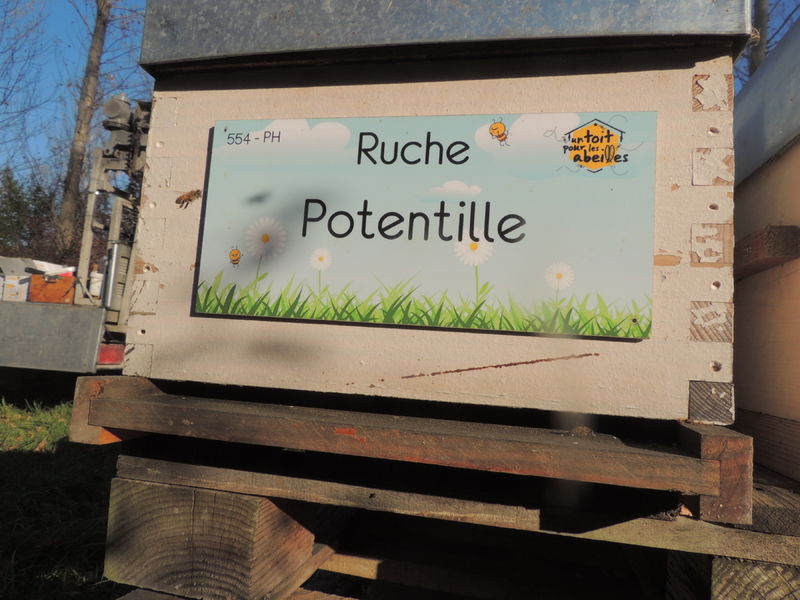 554 - PH
Ruche
un toit
pour les
abeilles
Potentille